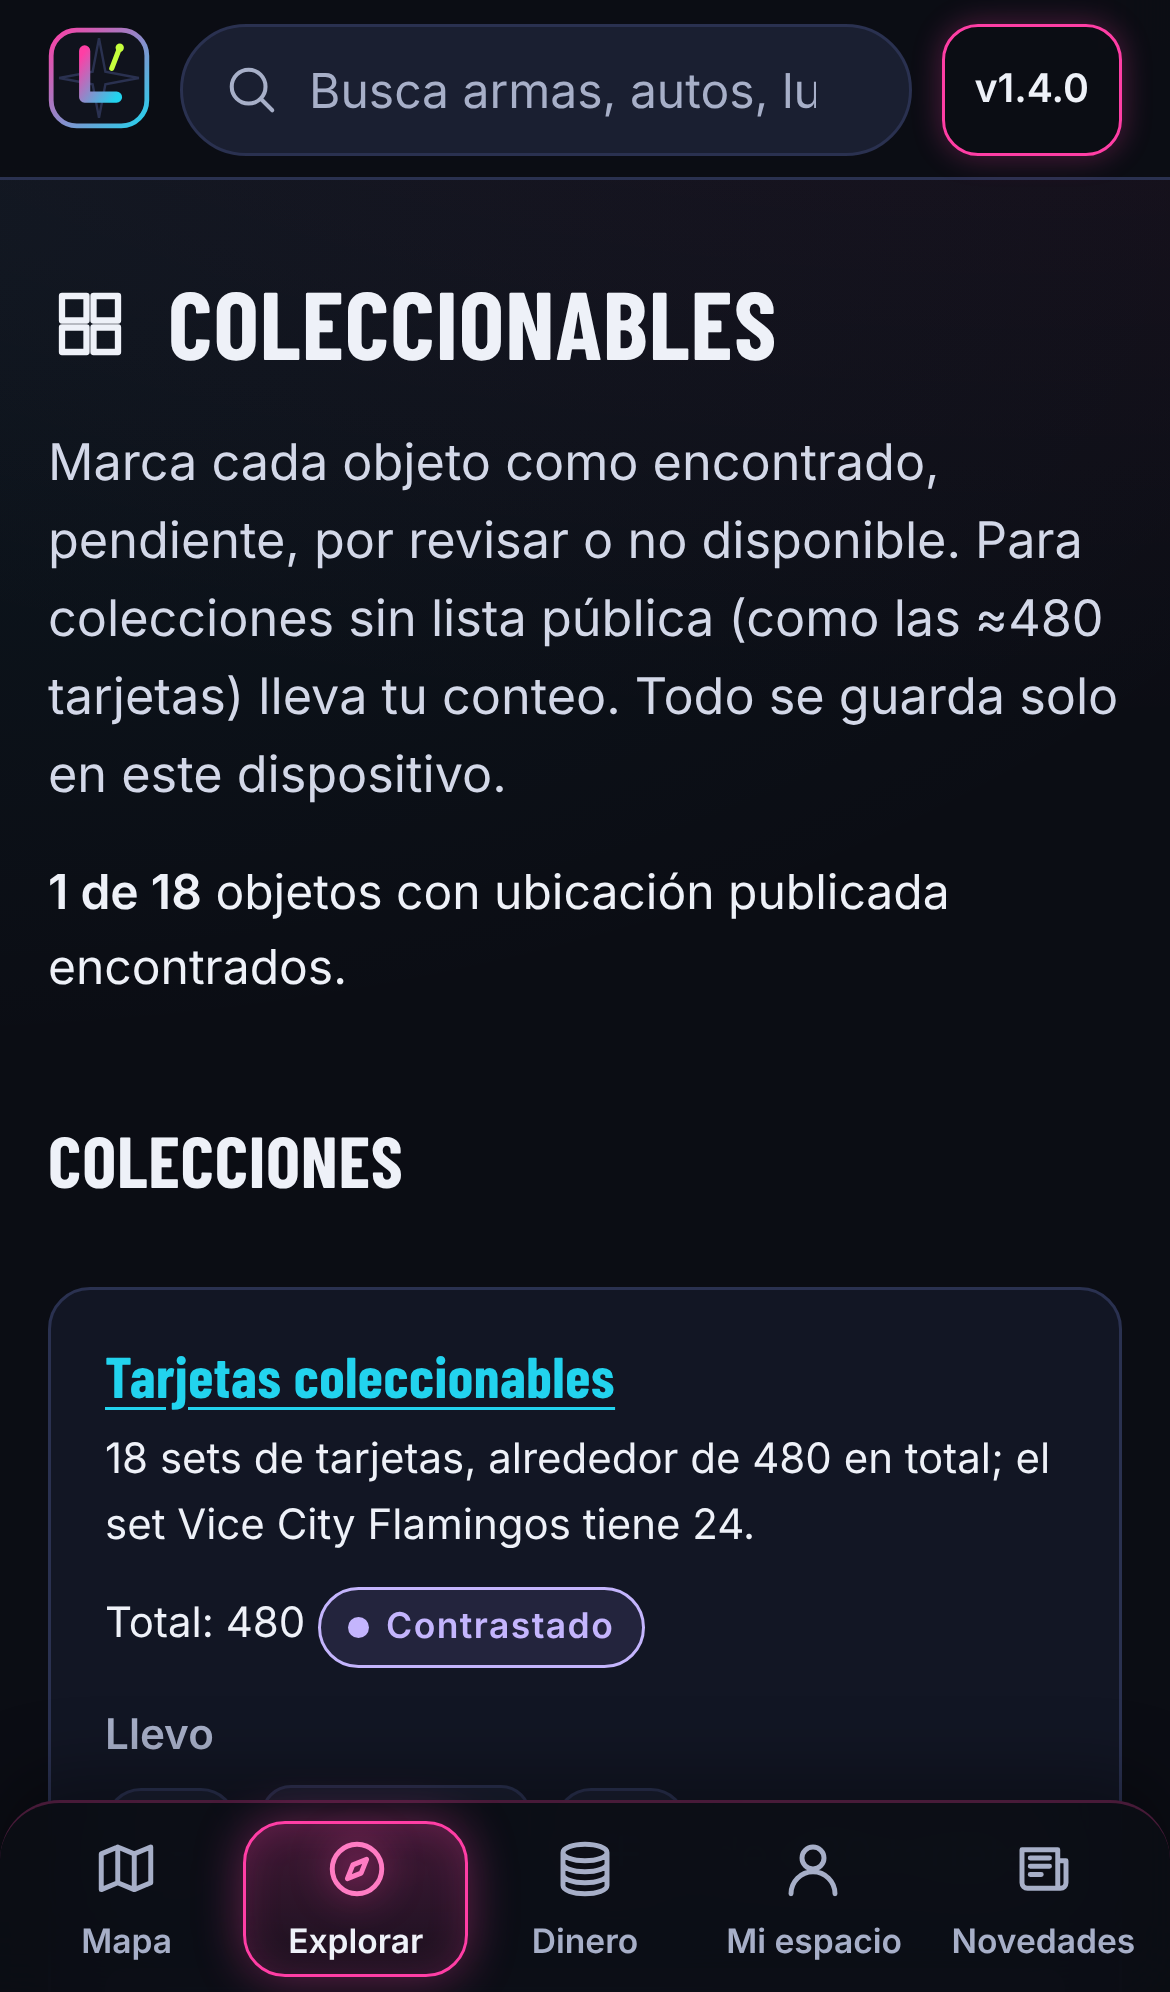 Busca armas, autos, lu
v1.4.0
COLECCIONABLES
Marca cada objeto como encontrado,
pendiente, por revisar o no disponible. Para
colecciones sin lista pública (como las ≈480
tarjetas) lleva tu conteo. Todo se guarda solo
en este dispositivo.
1 de 18 objetos con ubicación publicada
encontrados.
COLECCIONES
Tarjetas coleccionables
18 sets de tarjetas, alrededor de 480 en total; el
set Vice City Flamingos tiene 24.
Total: 480 Contrastado
Llevo
Mapa Explorar Dinero Mi espacio Novedades